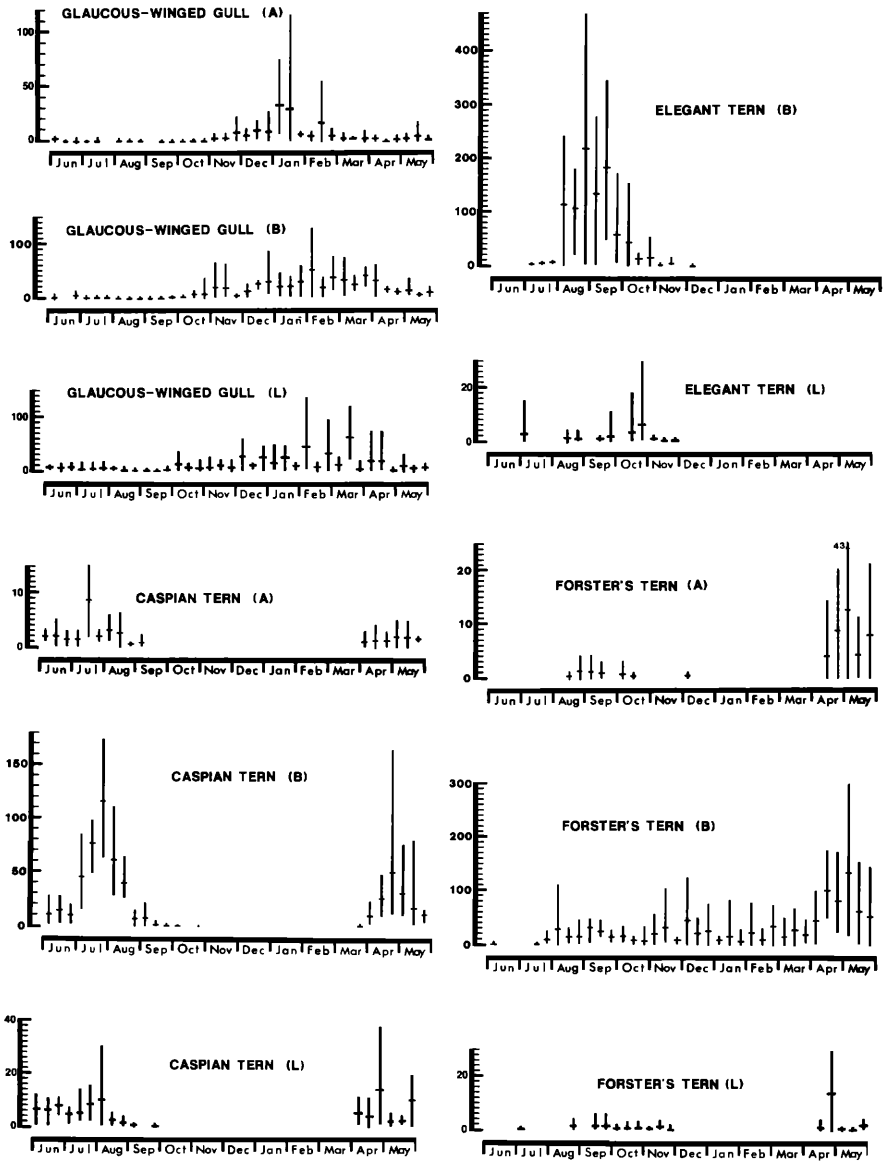 GLAUCOUS-WINGED GULL (A)
100
50
0
Jun Jul Aug Sep Oct Nov Dec Jan Feb Mar Apr May
GLAUCOUS-WINGED GULL (B)
100
0
Jun Jul Aug Sep Oct Nov Dec Jan Feb Mar Apr May
GLAUCOUS-WINGED GULL (L)
100
0
Jun Jul Aug Sep Oct Nov Dec Jan Feb Mar Apr May
CASPIAN TERN (A)
10
0
Jun Jul Aug Sep Oct Nov Dec Jan Feb Mar Apr May
CASPIAN TERN (B)
150
100
50
0
Jun Jul Aug Sep Oct Nov Dec Jan Feb Mar Apr May
CASPIAN TERN (L)
40
20
0
Jun Jul Aug Sep Oct Nov Dec Jan Feb Mar Apr May
ELEGANT TERN (B)
400
300
200
100
0
Jun Jul Aug Sep Oct Nov Dec Jan Feb Mar Apr May
ELEGANT TERN (L)
20
0
Jun Jul Aug Sep Oct Nov Dec Jan Feb Mar Apr May
FORSTER'S TERN (A)
43
20
10
0
Jun Jul Aug Sep Oct Nov Dec Jan Feb Mar Apr May
FORSTER'S TERN (B)
300
200
100
0
Jun Jul Aug Sep Oct Nov Dec Jan Feb Mar Apr May
FORSTER'S TERN (L)
20
0
Jun Jul Aug Sep Oct Nov Dec Jan Feb Mar Apr May